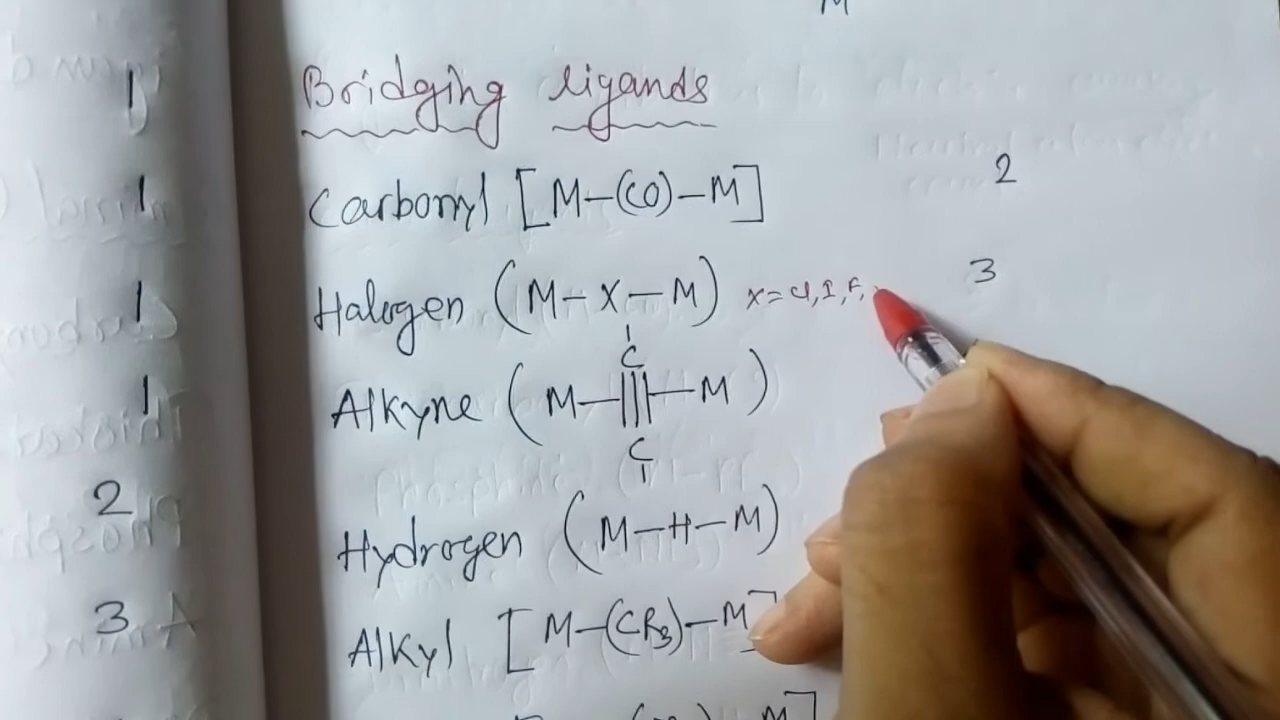 M
1 Bridging ligands
1 Carbonyl [M-(CO)-M] 2
1 Halogen (M-X-M) X=Cl,I,F, 3
C
1 Alkyne (M-|||-M)
C
2
Hydrogen (M-H-M)
3
Alkyl [M-(CR3)-M]
M]